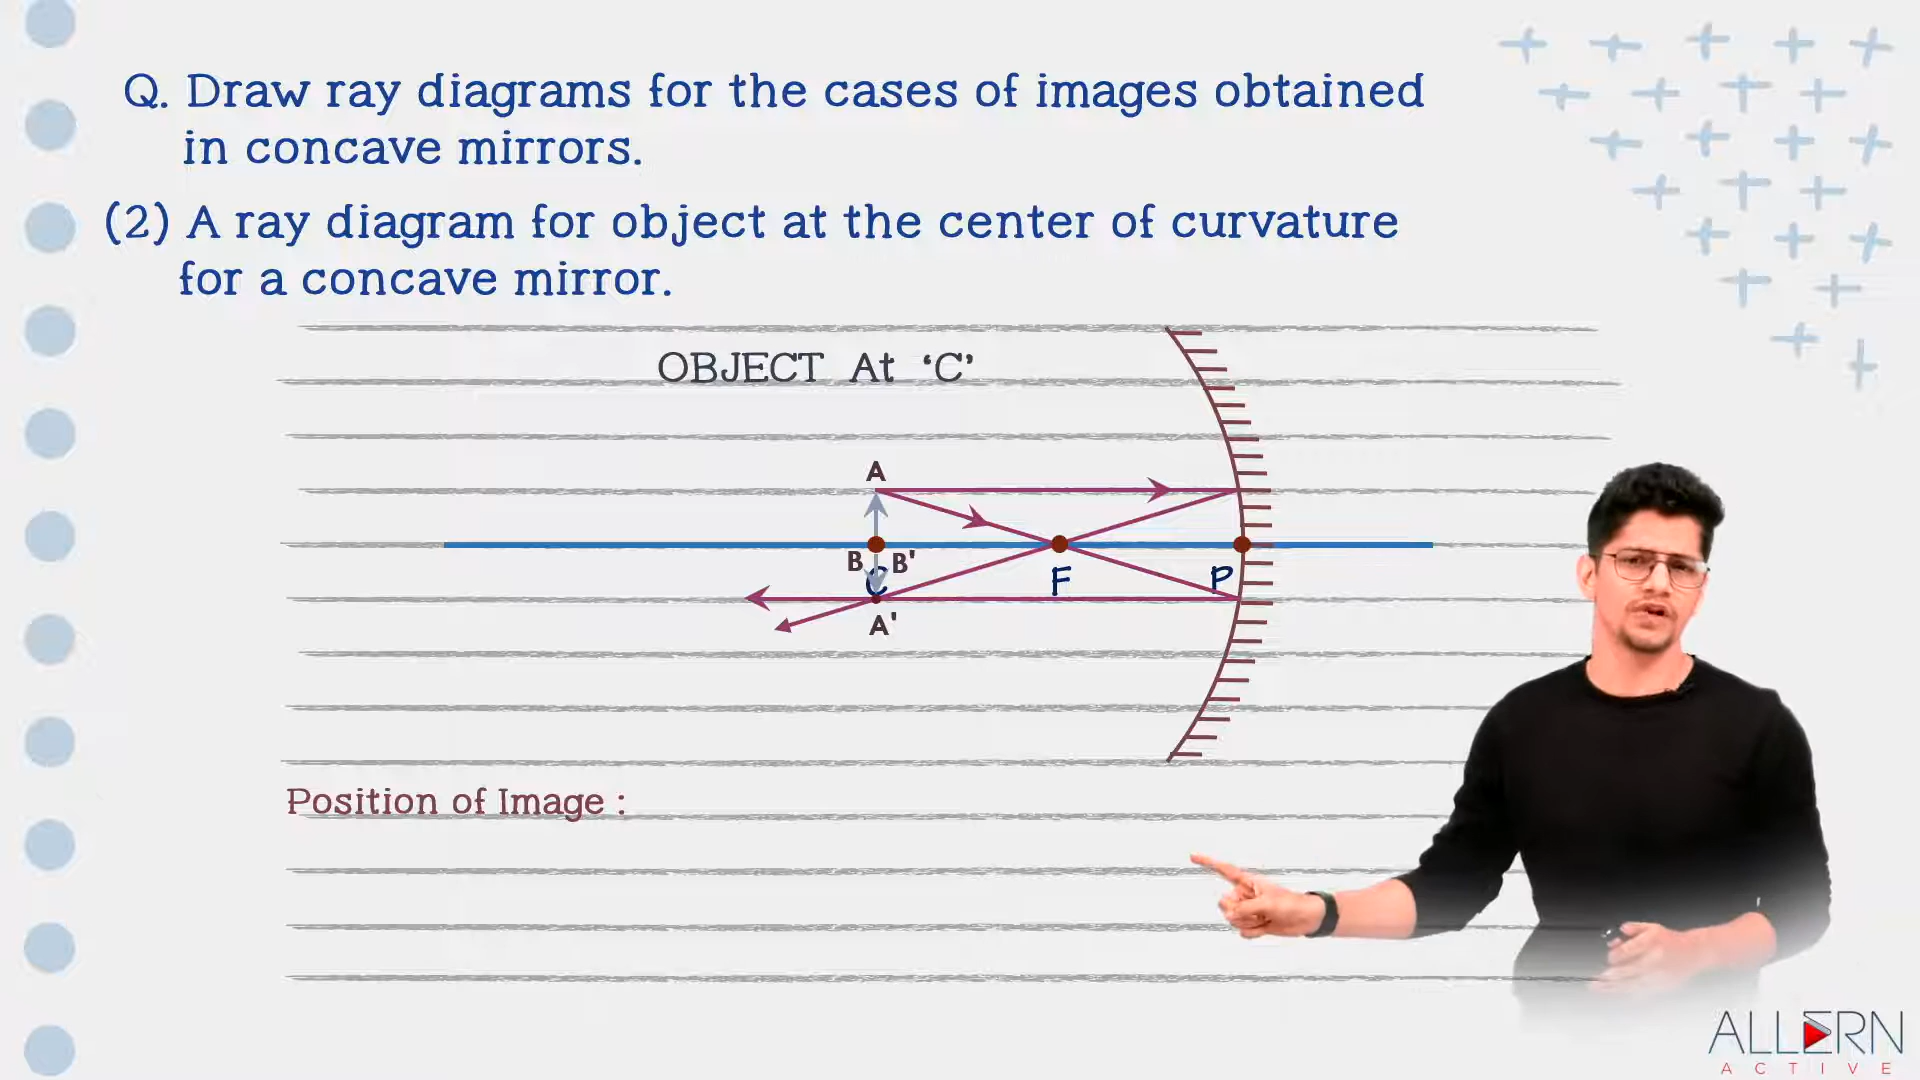 Q. Draw ray diagrams for the cases of images obtained
in concave mirrors.
(2) A ray diagram for object at the center of curvature
for a concave mirror.
OBJECT At ‘C’
A
B B'
C F P
A'
Position of Image :
ALLERN
ACTIVE